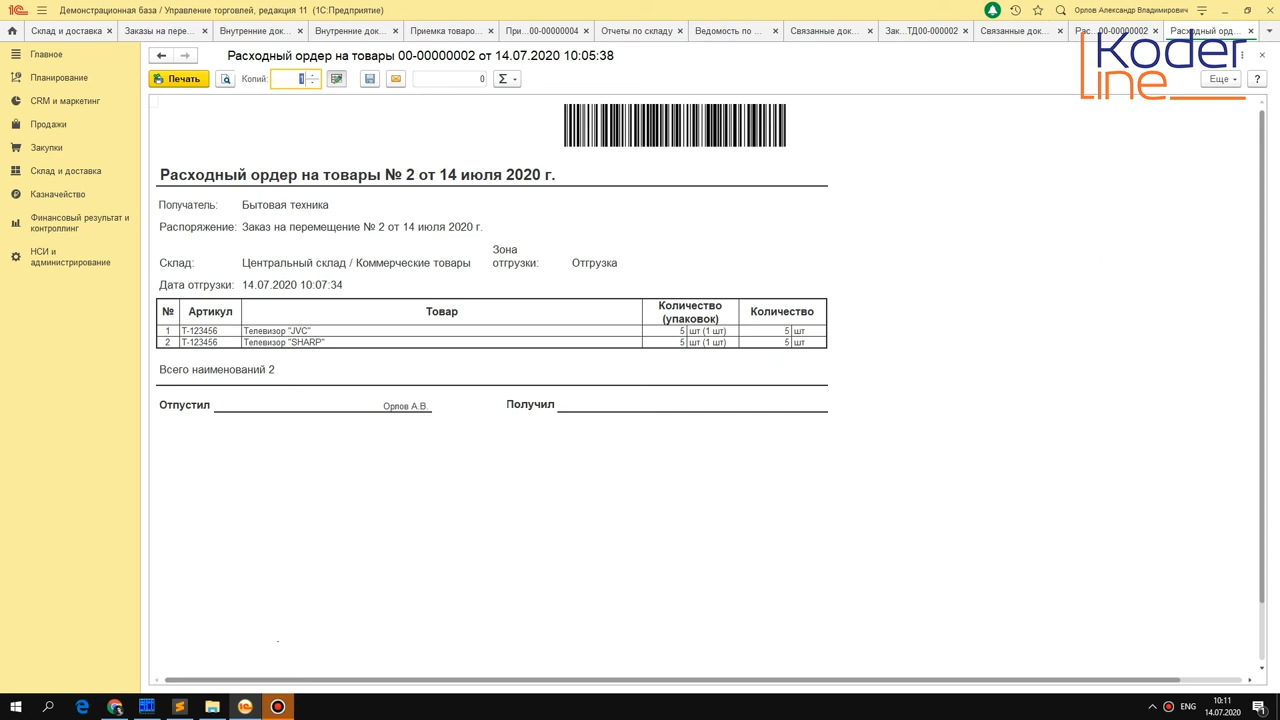 Демонстрационная база / Управление торговлей, редакция 11 (1С:Предприятие)
Орлов Александр Владимирович
Склад и доставка
Заказы на пере...
Внутренние док...
Внутренние док...
Приемка товаро...
При...00-00000004
Отчеты по складу
Ведомость по ...
Связанные док...
Зак...ТД00-000002
Связанные док...
Рас...00-00000002
Расходный орд...
Главное
Планирование
CRM и маркетинг
Продажи
Закупки
Склад и доставка
Казначейство
Финансовый результат и
контроллинг
НСИ и
администрирование
Расходный ордер на товары 00-00000002 от 14.07.2020 10:05:38
Koder
line
Печать
Копий:
1
0
Σ
Еще
?
Расходный ордер на товары № 2 от 14 июля 2020 г.
Получатель: Бытовая техника
Распоряжение: Заказ на перемещение № 2 от 14 июля 2020 г.
Склад: Центральный склад / Коммерческие товары
Зона
отгрузки: Отгрузка
Дата отгрузки: 14.07.2020 10:07:34
№ Артикул Товар Количество (упаковок) Количество
1 Т-123456 Телевизор "JVC" 5 шт (1 шт) 5 шт
2 Т-123456 Телевизор "SHARP" 5 шт (1 шт) 5 шт
Всего наименований 2
Отпустил Орлов А.В. Получил
ENG
10:11
14.07.2020